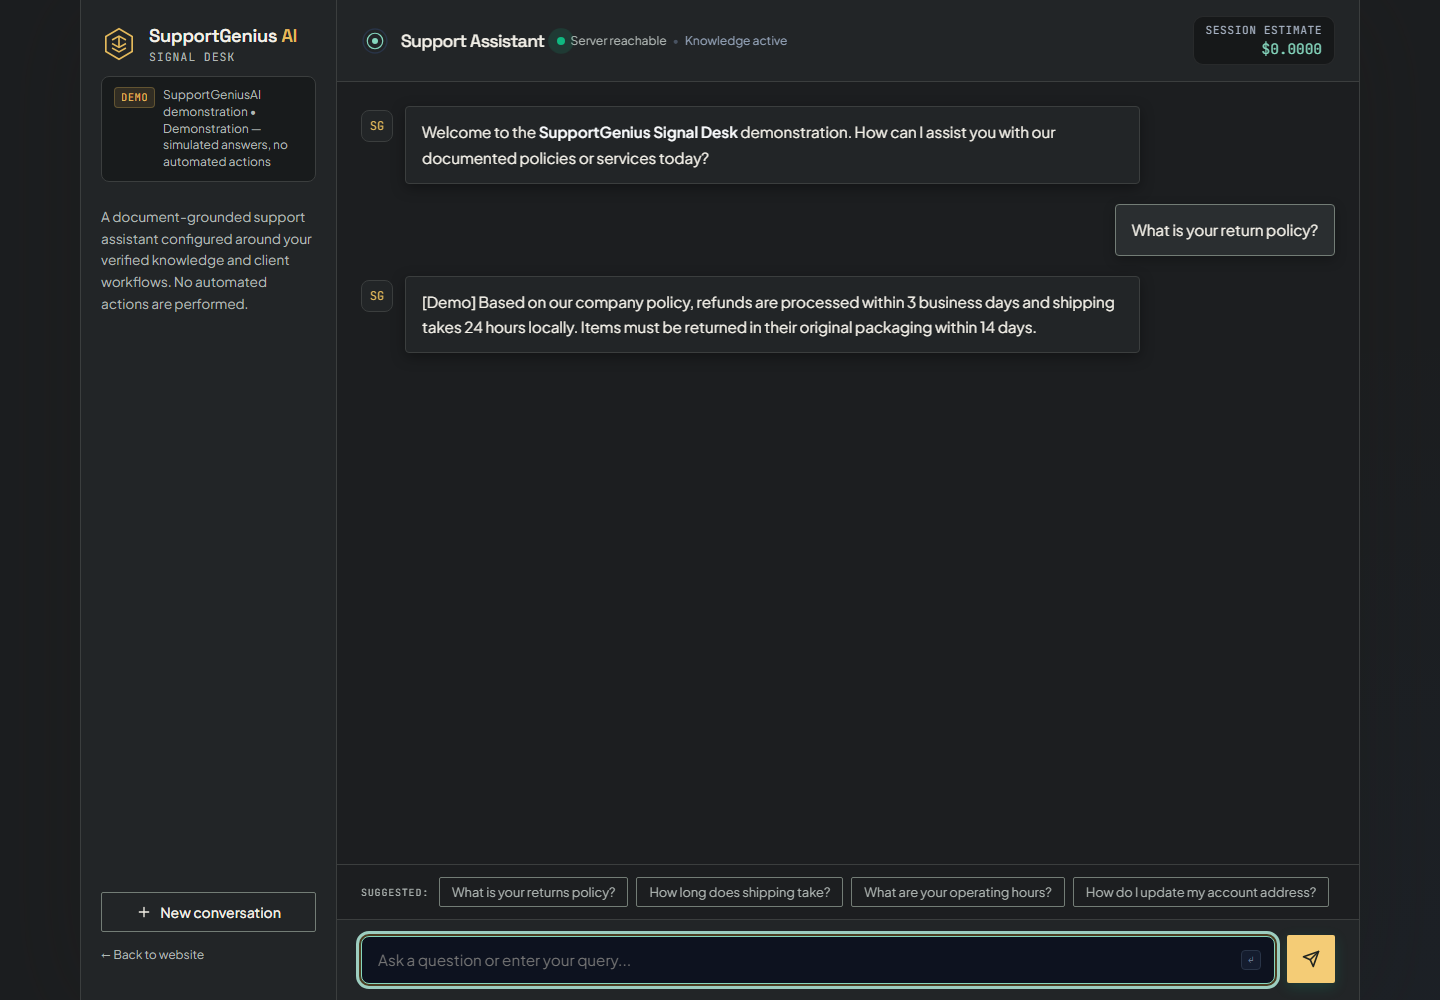 SupportGenius AI
SIGNAL DESK
DEMO
SupportGeniusAI
demonstration •
Demonstration —
simulated answers, no
automated actions
A document-grounded support
assistant configured around your
verified knowledge and client
workflows. No automated
actions are performed.
+ New conversation
← Back to website
Support Assistant
Server reachable • Knowledge active
SESSION ESTIMATE
$0.0000
SG
Welcome to the SupportGenius Signal Desk demonstration. How can I assist you with our
documented policies or services today?
What is your return policy?
SG
[Demo] Based on our company policy, refunds are processed within 3 business days and shipping
takes 24 hours locally. Items must be returned in their original packaging within 14 days.
SUGGESTED:
What is your returns policy?
How long does shipping take?
What are your operating hours?
How do I update my account address?
Ask a question or enter your query...
↵